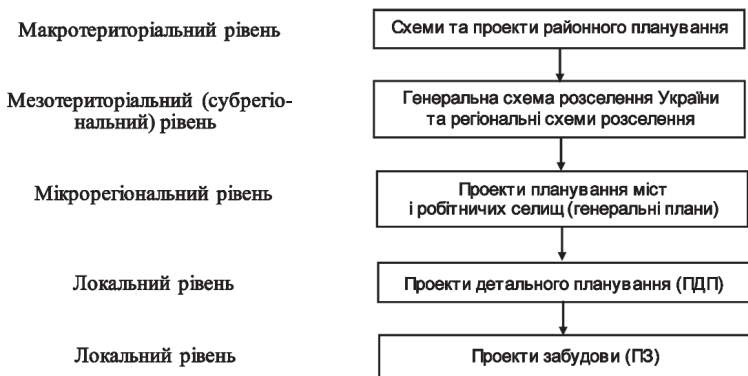 Макротериторіальний рівень
Схеми та проекти районного планування
Мезотериторіальний (субрегіо-
нальний) рівень
Генеральна схема розселення України
та регіональні схеми розселення
Мікрорегіональний рівень
Проекти планування міст
і робітничих селищ (генеральні плани)
Локальний рівень
Проекти детального планування (ПДП)
Локальний рівень
Проекти забудови (ПЗ)